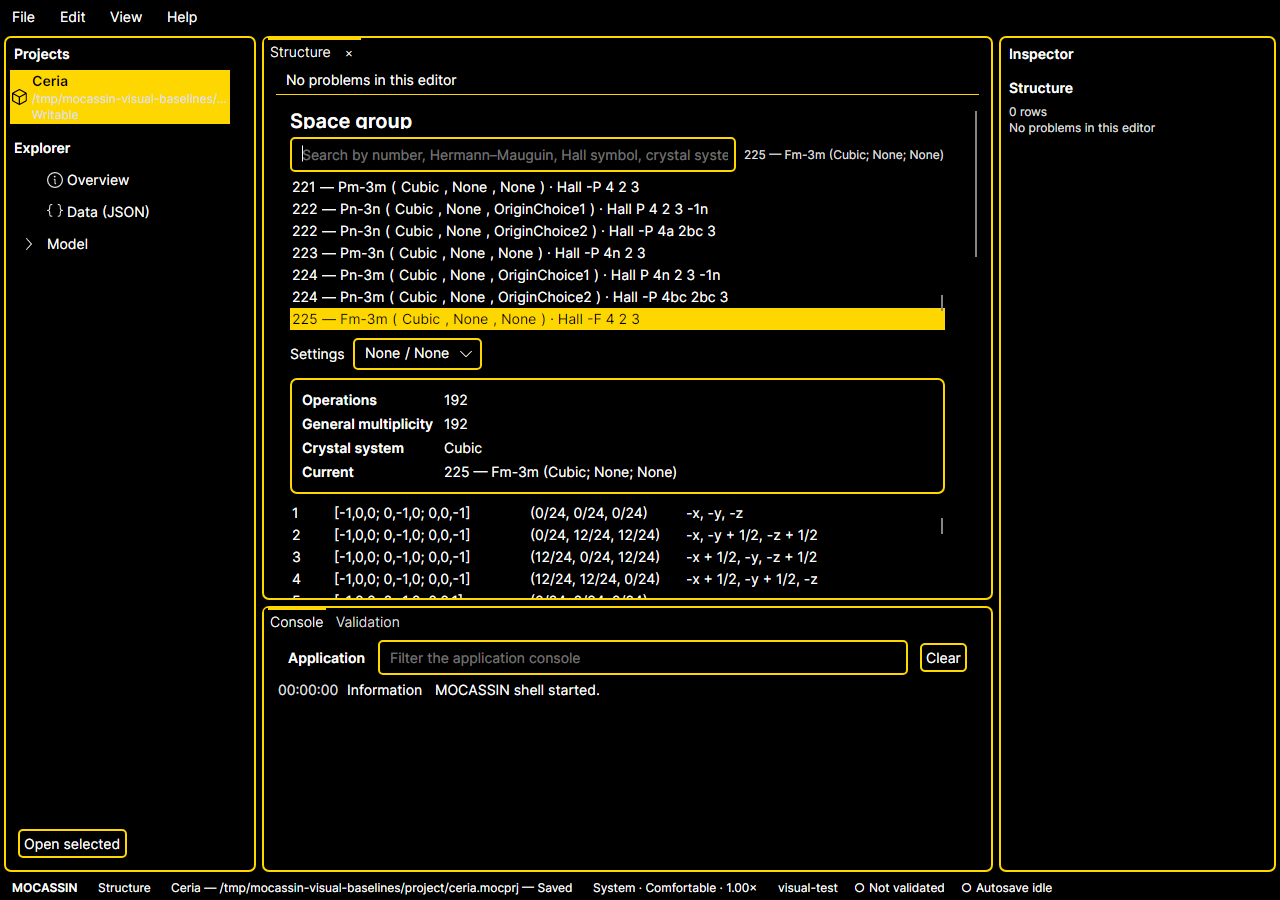 File Edit View Help
Projects
Ceria
/tmp/mocassin-visual-baselines/...
Writable
Explorer
Overview
Data (JSON)
Model
Open selected
Structure ×
No problems in this editor
Space group
Search by number, Hermann–Mauguin, Hall symbol, crystal syste
225 — Fm-3m (Cubic; None; None)
221 — Pm-3m ( Cubic , None , None ) · Hall -P 4 2 3
222 — Pn-3n ( Cubic , None , OriginChoice1 ) · Hall P 4 2 3 -1n
222 — Pn-3n ( Cubic , None , OriginChoice2 ) · Hall -P 4a 2bc 3
223 — Pm-3n ( Cubic , None , None ) · Hall -P 4n 2 3
224 — Pn-3m ( Cubic , None , OriginChoice1 ) · Hall P 4n 2 3 -1n
224 — Pn-3m ( Cubic , None , OriginChoice2 ) · Hall -P 4bc 2bc 3
225 — Fm-3m ( Cubic , None , None ) · Hall -F 4 2 3
Settings None / None
Operations 192
General multiplicity 192
Crystal system Cubic
Current 225 — Fm-3m (Cubic; None; None)
1 [-1,0,0; 0,-1,0; 0,0,-1] (0/24, 0/24, 0/24) -x, -y, -z
2 [-1,0,0; 0,-1,0; 0,0,-1] (0/24, 12/24, 12/24) -x, -y + 1/2, -z + 1/2
3 [-1,0,0; 0,-1,0; 0,0,-1] (12/24, 0/24, 12/24) -x + 1/2, -y, -z + 1/2
4 [-1,0,0; 0,-1,0; 0,0,-1] (12/24, 12/24, 0/24) -x + 1/2, -y + 1/2, -z
Console Validation
Application Filter the application console Clear
00:00:00 Information MOCASSIN shell started.
Inspector
Structure
0 rows
No problems in this editor
MOCASSIN Structure Ceria — /tmp/mocassin-visual-baselines/project/ceria.mocprj — Saved System · Comfortable · 1.00× visual-test Not validated Autosave idle